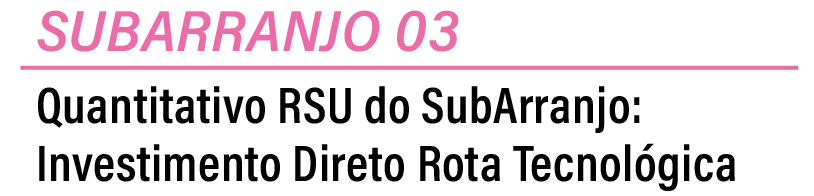 SUBARRANJO 03
Quantitativo RSU do SubArranjo:
Investimento Direto Rota Tecnológica